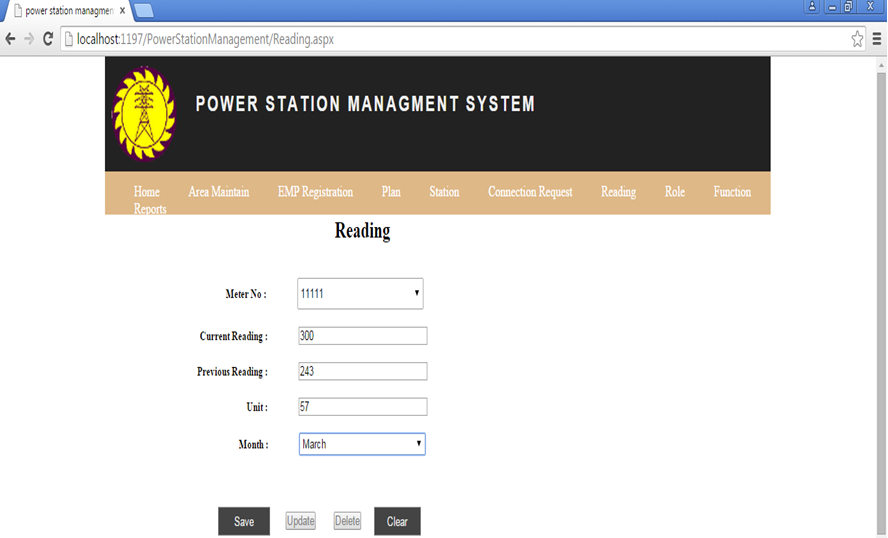 power station managmen
localhost:1197/PowerStationManagement/Reading.aspx
POWER STATION MANAGMENT SYSTEM
Home Area Maintain EMP Registration Plan Station Connection Request Reading Role Function
Reports
Reading
Meter No : 11111
Current Reading : 300
Previous Reading : 243
Unit : 57
Month : March
Save Update Delete Clear